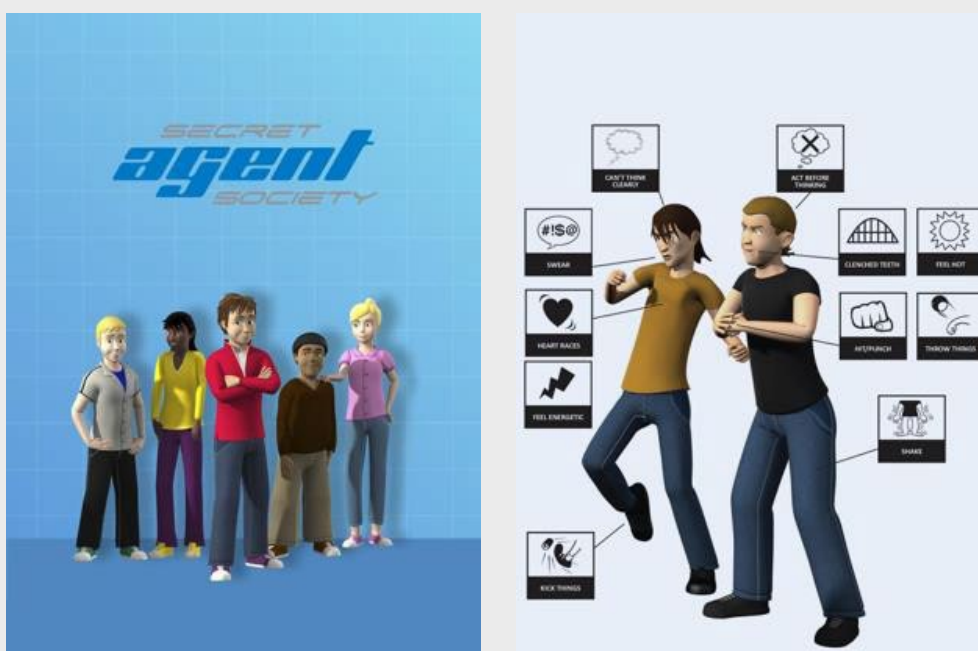 SECRET
agent
SOCIETY
CAN'T THINK
CLEARLY
ACT BEFORE
THINKING
#!$@
SWEAR
CLENCHED TEETH
FEEL HOT
HEART RACES
HIT/PUNCH
THROW THINGS
FEEL ENERGETIC
SHAKE
KICK THINGS